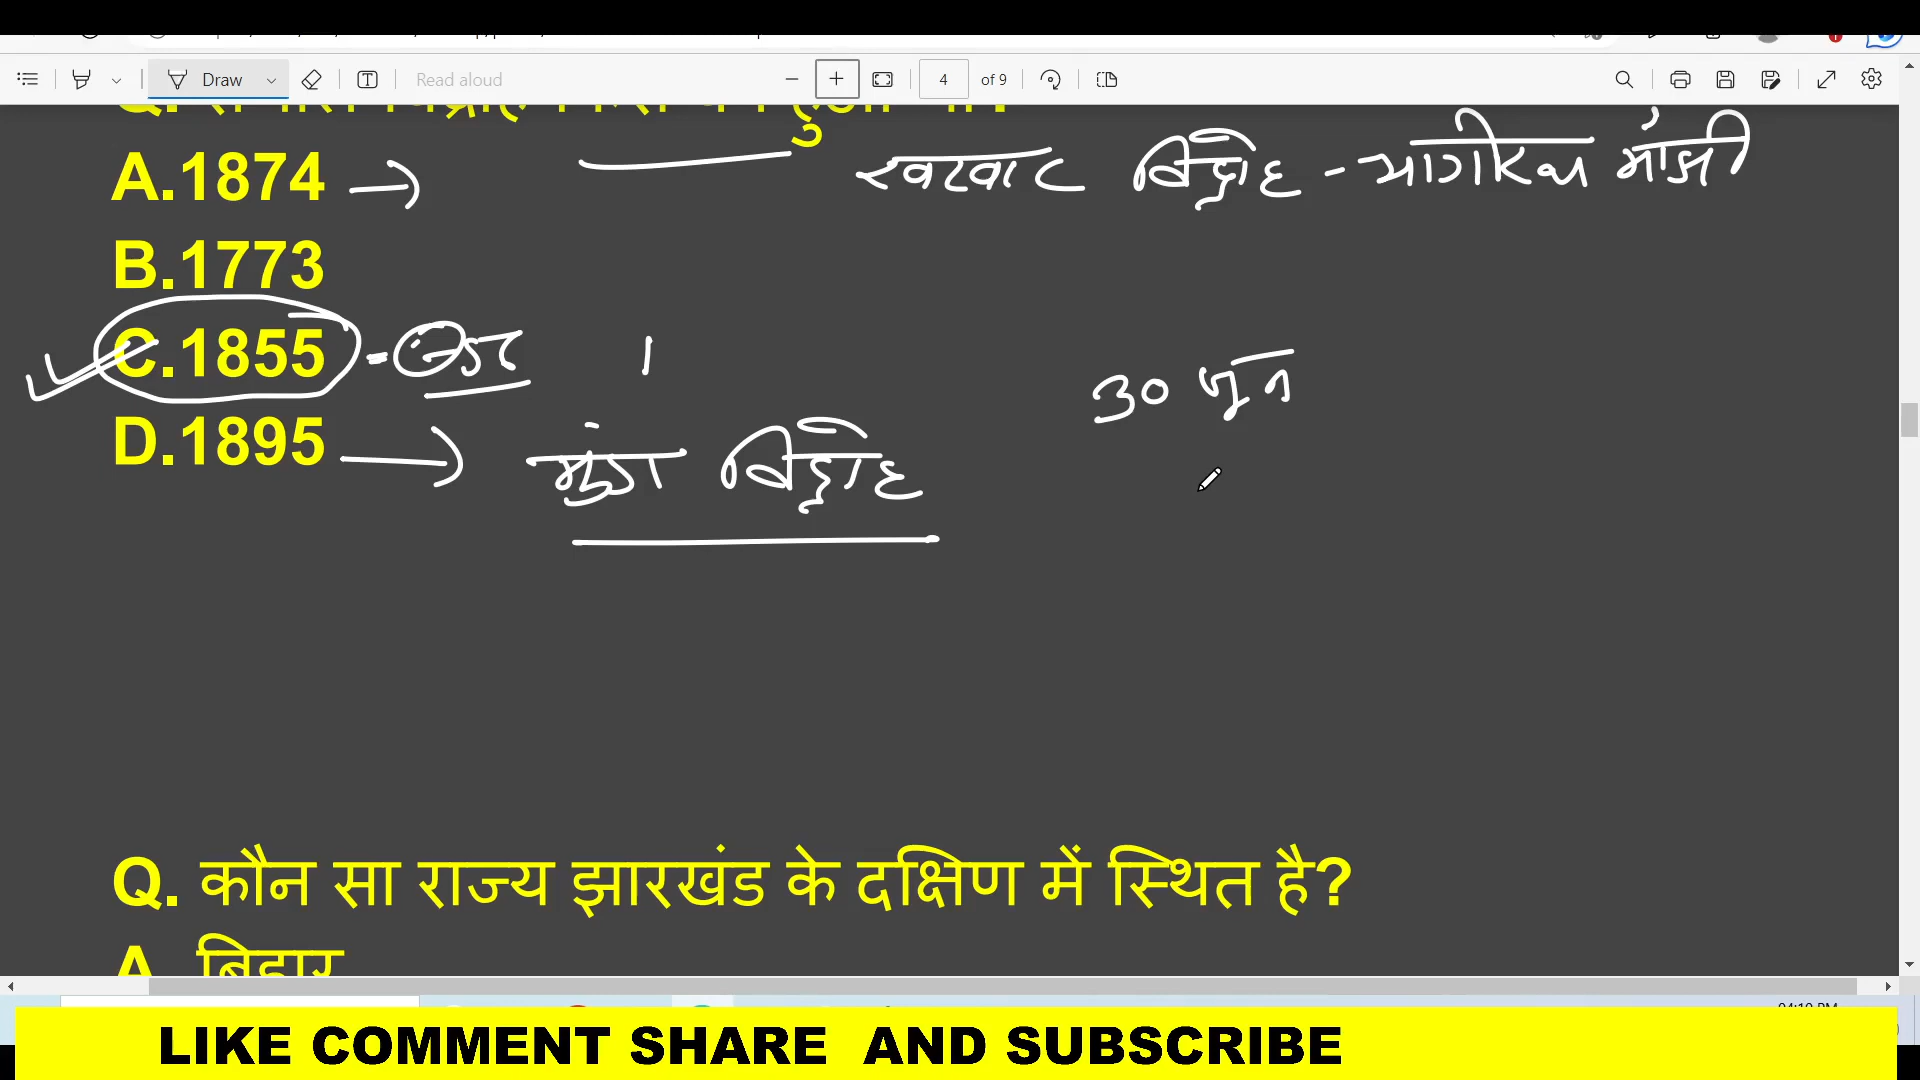 Draw
Read aloud
4 of 9
A.1874 → खरवार विद्रोह - भागीरथ मांझी
B.1773
C.1855 =
30 जून
D.1895 → मुंडा विद्रोह
Q. कौन सा राज्य झारखंड के दक्षिण में स्थित है?
A. बिहार
LIKE COMMENT SHARE AND SUBSCRIBE